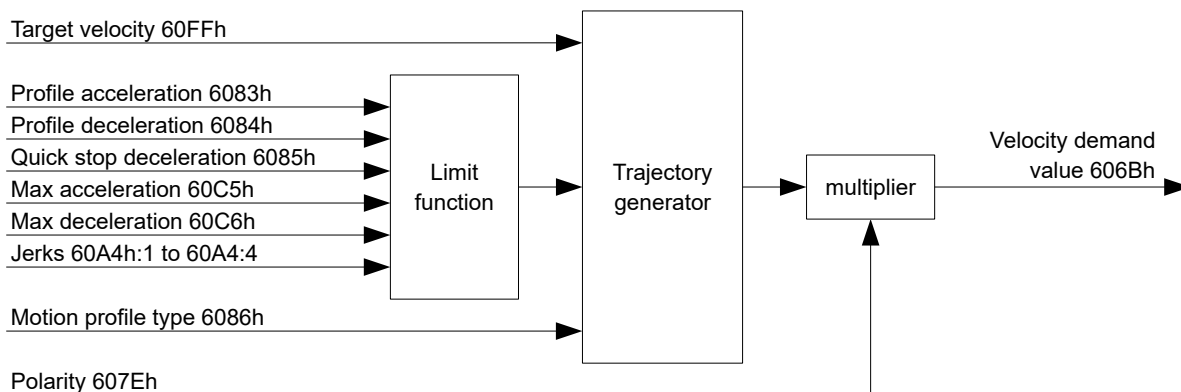 Target velocity 60FFh
Profile acceleration 6083h
Profile deceleration 6084h
Quick stop deceleration 6085h
Max acceleration 60C5h
Max deceleration 60C6h
Jerks 60A4h:1 to 60A4:4
Limit
function
Trajectory
generator
multiplier
Velocity demand
value 606Bh
Motion profile type 6086h
Polarity 607Eh